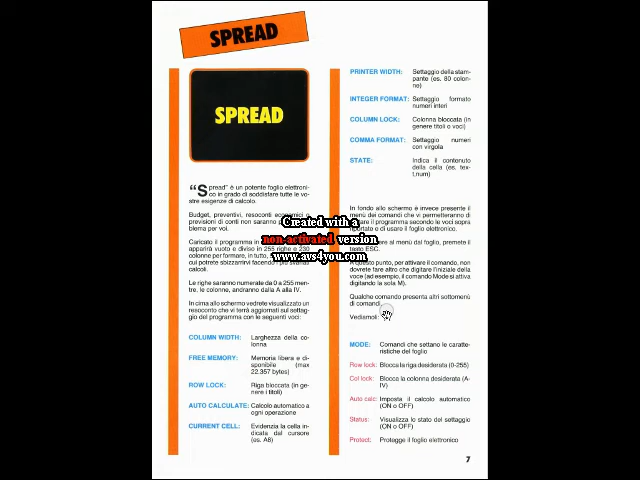 SPREAD
SPREAD
"Spread" è un potente foglio elettroni-
co in grado di soddisfare tutte le vo-
stre esigenze di calcolo.
Budget, preventivi, resoconti economici o
previsioni di conti non saranno
blema per voi.
Caricato il programma in
apparirà vuoto e diviso in 255 righe e 230
colonne per formare, in tutto,
cui potrete sbizzarrirvi facendo i più svariati
calcoli.
Le righe saranno numerate da 0 a 255 men-
tre, le colonne, andranno dalla A alla IV.
In cima allo schermo vedrete visualizzato un
resoconto che vi terrà aggiornati sul settag-
gio del programma con le seguenti voci:
COLUMN WIDTH: Larghezza della co-
lonna
FREE MEMORY: Memoria libera e di-
sponibile (max
22.357 bytes)
ROW LOCK: Riga bloccata (in ge-
nere i titoli)
AUTO CALCULATE: Calcolo automatico a
ogni operazione
CURRENT CELL: Evidenzia la cella in-
dicata dal cursore
(es. A8)
PRINTER WIDTH: Settaggio della stam-
pante (es. 80 colon-
ne)
INTEGER FORMAT: Settaggio formato
numeri interi
COLUMN LOCK: Colonna bloccata (in
genere titoli o voci)
COMMA FORMAT: Settaggio numeri
con virgola
STATE: Indica il contenuto
della cella (es. tex-
t,num)
In fondo allo schermo è invece presente il
menù dei comandi che vi permetteranno di
settare il programma secondo le voci sopra
riportate e di usare il foglio elettronico.
al menù dal foglio, premete il
tasto ESC.
A questo punto, per attivare il comando, non
dovrete fare altro che digitare l'iniziale della
voce (ad esempio, il comando Mode si attiva
digitando la sola M).
Qualche comando presenta altri sottomenù
di comandi.
Vediamoli:
MODE: Comandi che settano le caratte-
ristiche del foglio
Row lock: Blocca la riga desiderata (0-255)
Col lock: Blocca la colonna desiderata (A-
IV)
Auto calc: Imposta il calcolo automatico
(ON o OFF)
Status: Visualizza lo stato del settaggio
(ON o OFF)
Protect: Protegge il foglio elettronico
7
Created with a
non-activated version
www.avs4you.com